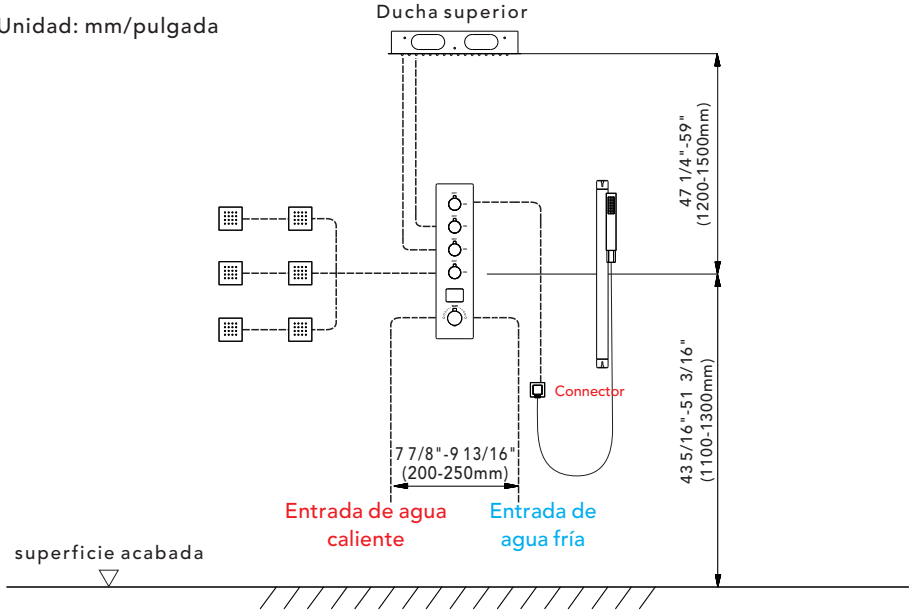 Unidad: mm/pulgada
Ducha superior
47 1/4"-59"
(1200-1500mm)
Connector
43 5/16"-51 3/16"
(1100-1300mm)
7 7/8"-9 13/16"
(200-250mm)
Entrada de agua
caliente
Entrada de
agua fría
superficie acabada